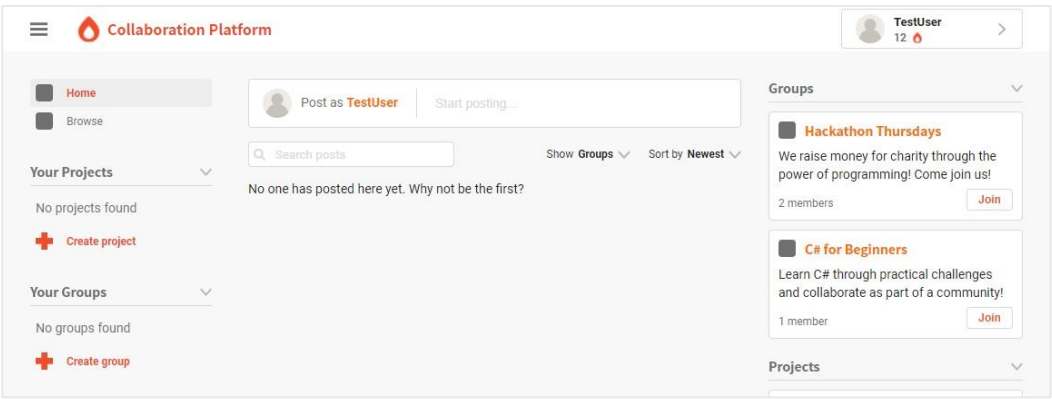 Collaboration Platform
TestUser
12
Home
Browse
Your Projects
No projects found
Create project
Your Groups
No groups found
Create group
Post as TestUser
Start posting...
Search posts
Show Groups
Sort by Newest
No one has posted here yet. Why not be the first?
Groups
Hackathon Thursdays
We raise money for charity through the
power of programming! Come join us!
2 members
Join
C# for Beginners
Learn C# through practical challenges
and collaborate as part of a community!
1 member
Join
Projects